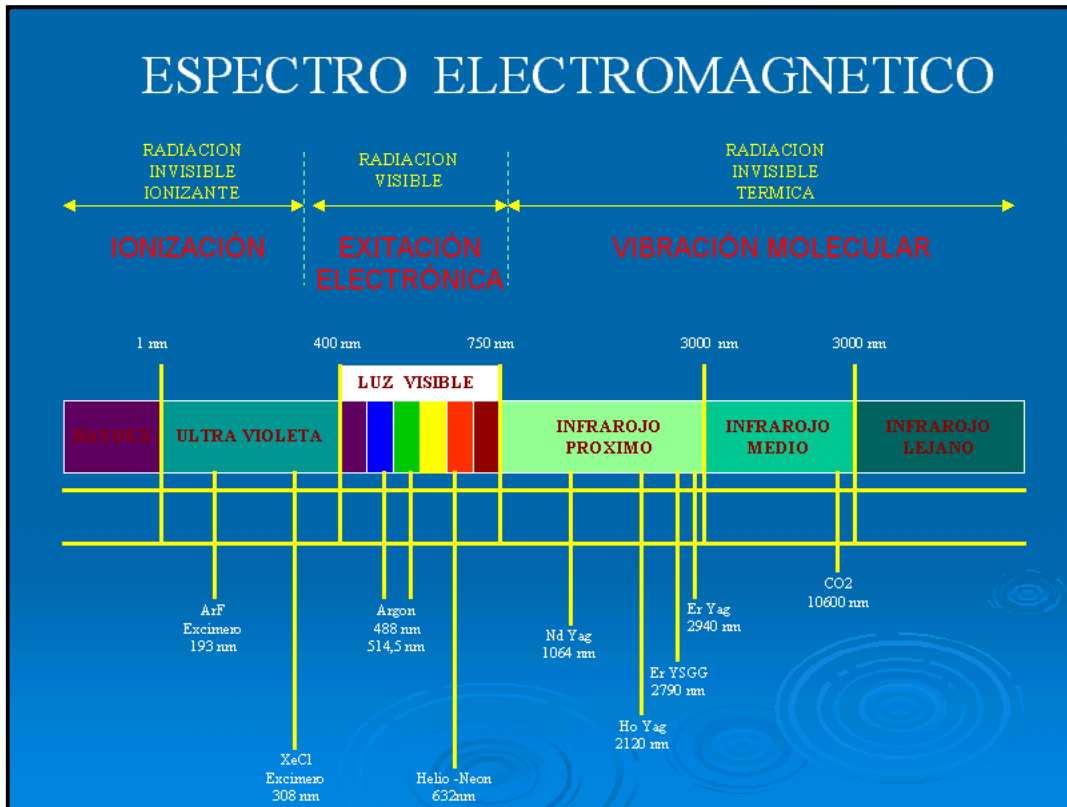 ESPECTRO ELECTROMAGNETICO
RADIACION
INVISIBLE
IONIZANTE
RADIACIÓN
VISIBLE
RADIACION
INVISIBLE
TERMICA
IONIZACIÓN
EXITACIÓN
ELECTRÓNICA
VIBRACIÓN MOLECULAR
1 nm
400 nm
750 nm
3000 nm
3000 nm
LUZ VISIBLE
RAYOS X
ULTRA VIOLETA
INFRAROJO
PROXIMO
INFRAROJO
MEDIO
INFRAROJO
LEJANO
ArF
Excimero
193 nm
Argon
488 nm
514,5 nm
Nd Yag
1064 nm
Er Yag
2940 nm
CO2
10600 nm
Er YSGG
2790 nm
Ho Yag
2120 nm
XeCl
Excimero
308 nm
Helio -Neon
632nm